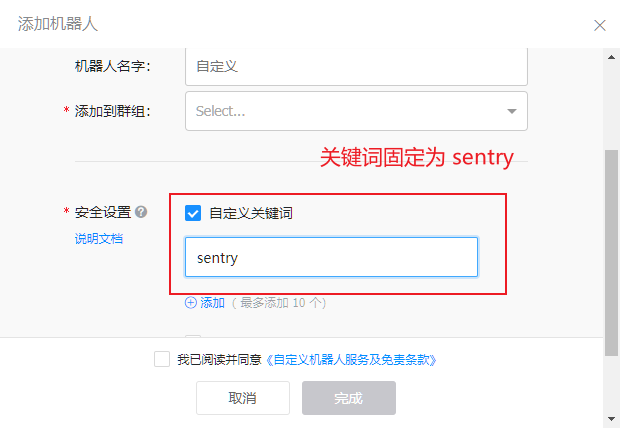 添加机器人
机器人名字： 自定义
* 添加到群组： Select...
关键词固定为 sentry
* 安全设置 自定义关键词
说明文档
sentry
添加 （ 最多添加 10 个）
我已阅读并同意《自定义机器人服务及免责条款》
取消 完成